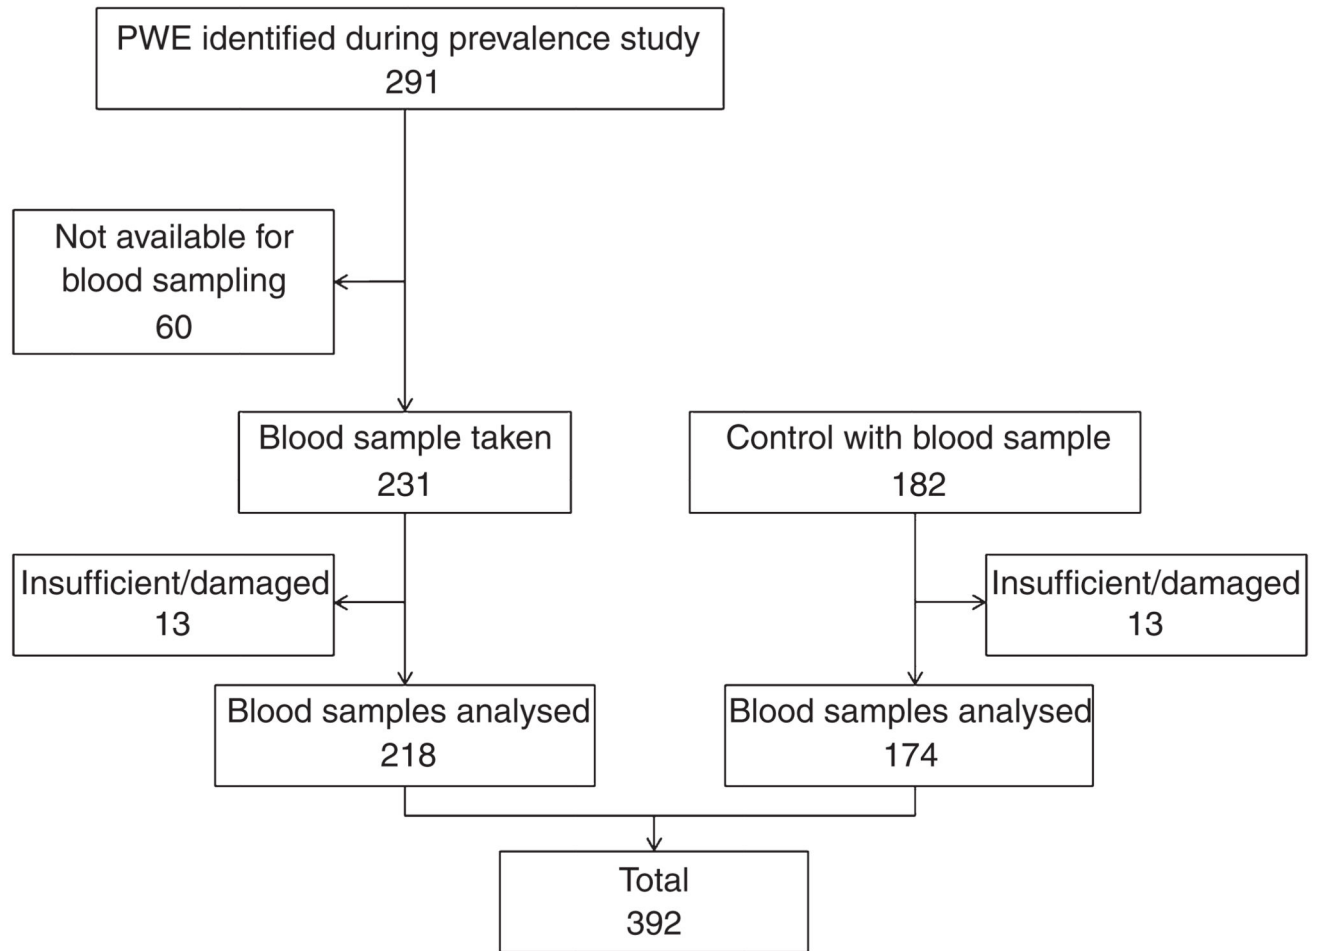 PWE identified during prevalence study
291
Not available for
blood sampling
60
Blood sample taken
231
Control with blood sample
182
Insufficient/damaged
13
Insufficient/damaged
13
Blood samples analysed
218
Blood samples analysed
174
Total
392